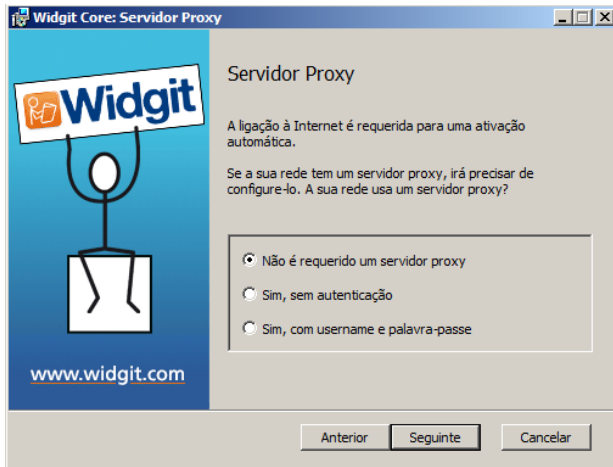 Widgit Core: Servidor Proxy
Widgit
Servidor Proxy
A ligação à Internet é requerida para uma ativação
automática.
Se a sua rede tem um servidor proxy, irá precisar de
configure-lo. A sua rede usa um servidor proxy?
Não é requerido um servidor proxy
Sim, sem autenticação
Sim, com username e palavra-passe
www.widgit.com
Anterior
Seguinte
Cancelar